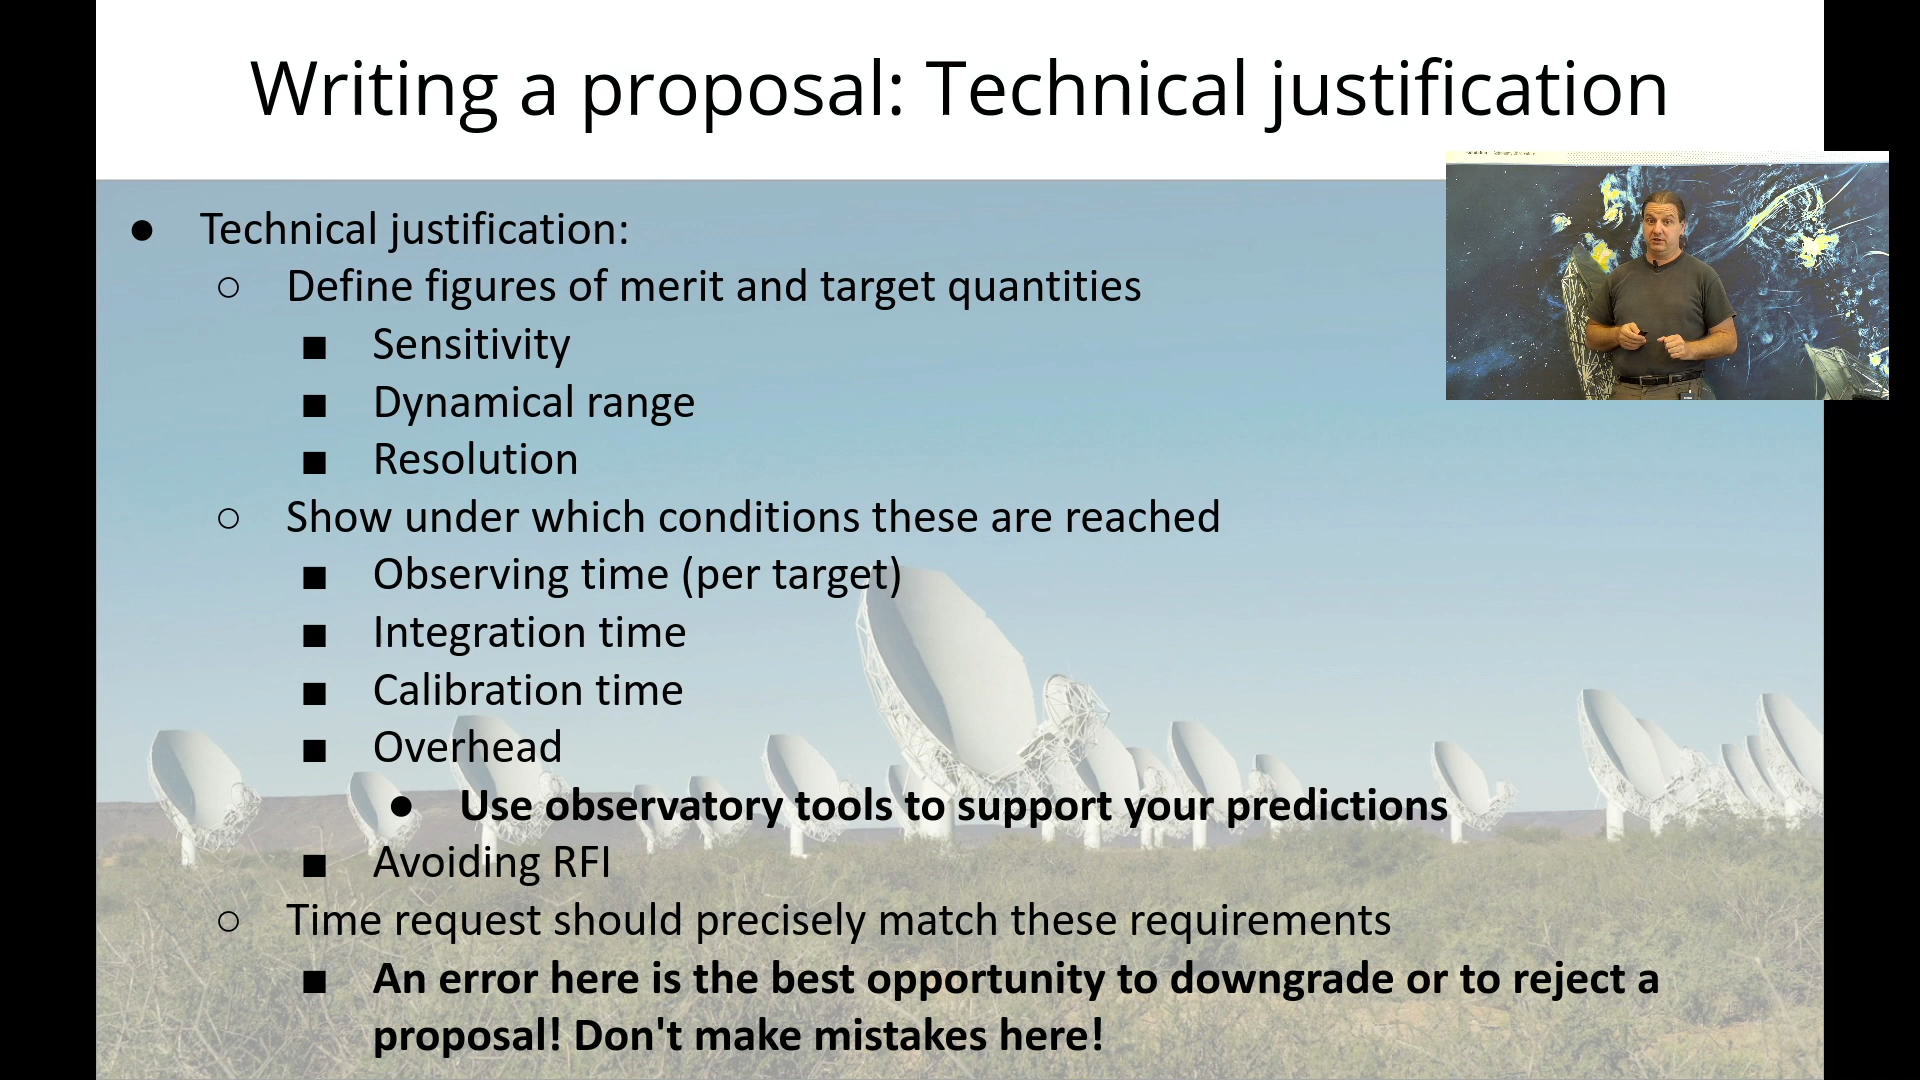 Writing a proposal: Technical justification
● Technical justification:
○ Define figures of merit and target quantities
■ Sensitivity
■ Dynamical range
■ Resolution
○ Show under which conditions these are reached
■ Observing time (per target)
■ Integration time
■ Calibration time
■ Overhead
● Use observatory tools to support your predictions
■ Avoiding RFI
○ Time request should precisely match these requirements
■ An error here is the best opportunity to downgrade or to reject a
proposal! Don't make mistakes here!